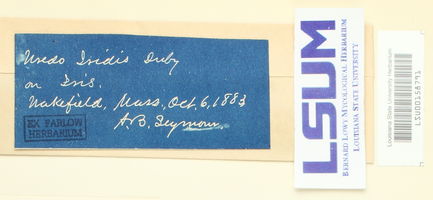 Uredo Iridis Duby
on Iris.
Wakefield, Mass, Oct. 6, 1883
A.B. Seymour.
EX FARLOW
HERBARIUM
LSUM
BERNARD LOWY MYCOLOGICAL HERBARIUM
LOUISIANA STATE UNIVERSITY
Louisiana State University Herbarium
LSU00158791